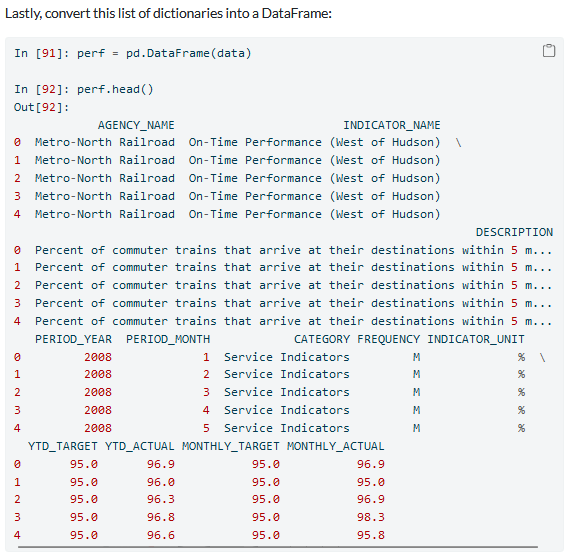 Lastly, convert this list of dictionaries into a DataFrame:
In [91]: perf = pd.DataFrame(data)
In [92]: perf.head()
Out[92]:
AGENCY_NAME INDICATOR_NAME
0 Metro-North Railroad On-Time Performance (West of Hudson) \
1 Metro-North Railroad On-Time Performance (West of Hudson)
2 Metro-North Railroad On-Time Performance (West of Hudson)
3 Metro-North Railroad On-Time Performance (West of Hudson)
4 Metro-North Railroad On-Time Performance (West of Hudson)
DESCRIPTION
0 Percent of commuter trains that arrive at their destinations within 5 m...
1 Percent of commuter trains that arrive at their destinations within 5 m...
2 Percent of commuter trains that arrive at their destinations within 5 m...
3 Percent of commuter trains that arrive at their destinations within 5 m...
4 Percent of commuter trains that arrive at their destinations within 5 m...
PERIOD_YEAR PERIOD_MONTH CATEGORY FREQUENCY INDICATOR_UNIT
0 2008 1 Service Indicators M % \
1 2008 2 Service Indicators M %
2 2008 3 Service Indicators M %
3 2008 4 Service Indicators M %
4 2008 5 Service Indicators M %
YTD_TARGET YTD_ACTUAL MONTHLY_TARGET MONTHLY_ACTUAL
0 95.0 96.9 95.0 96.9
1 95.0 96.0 95.0 95.0
2 95.0 96.3 95.0 96.9
3 95.0 96.8 95.0 98.3
4 95.0 96.6 95.0 95.8